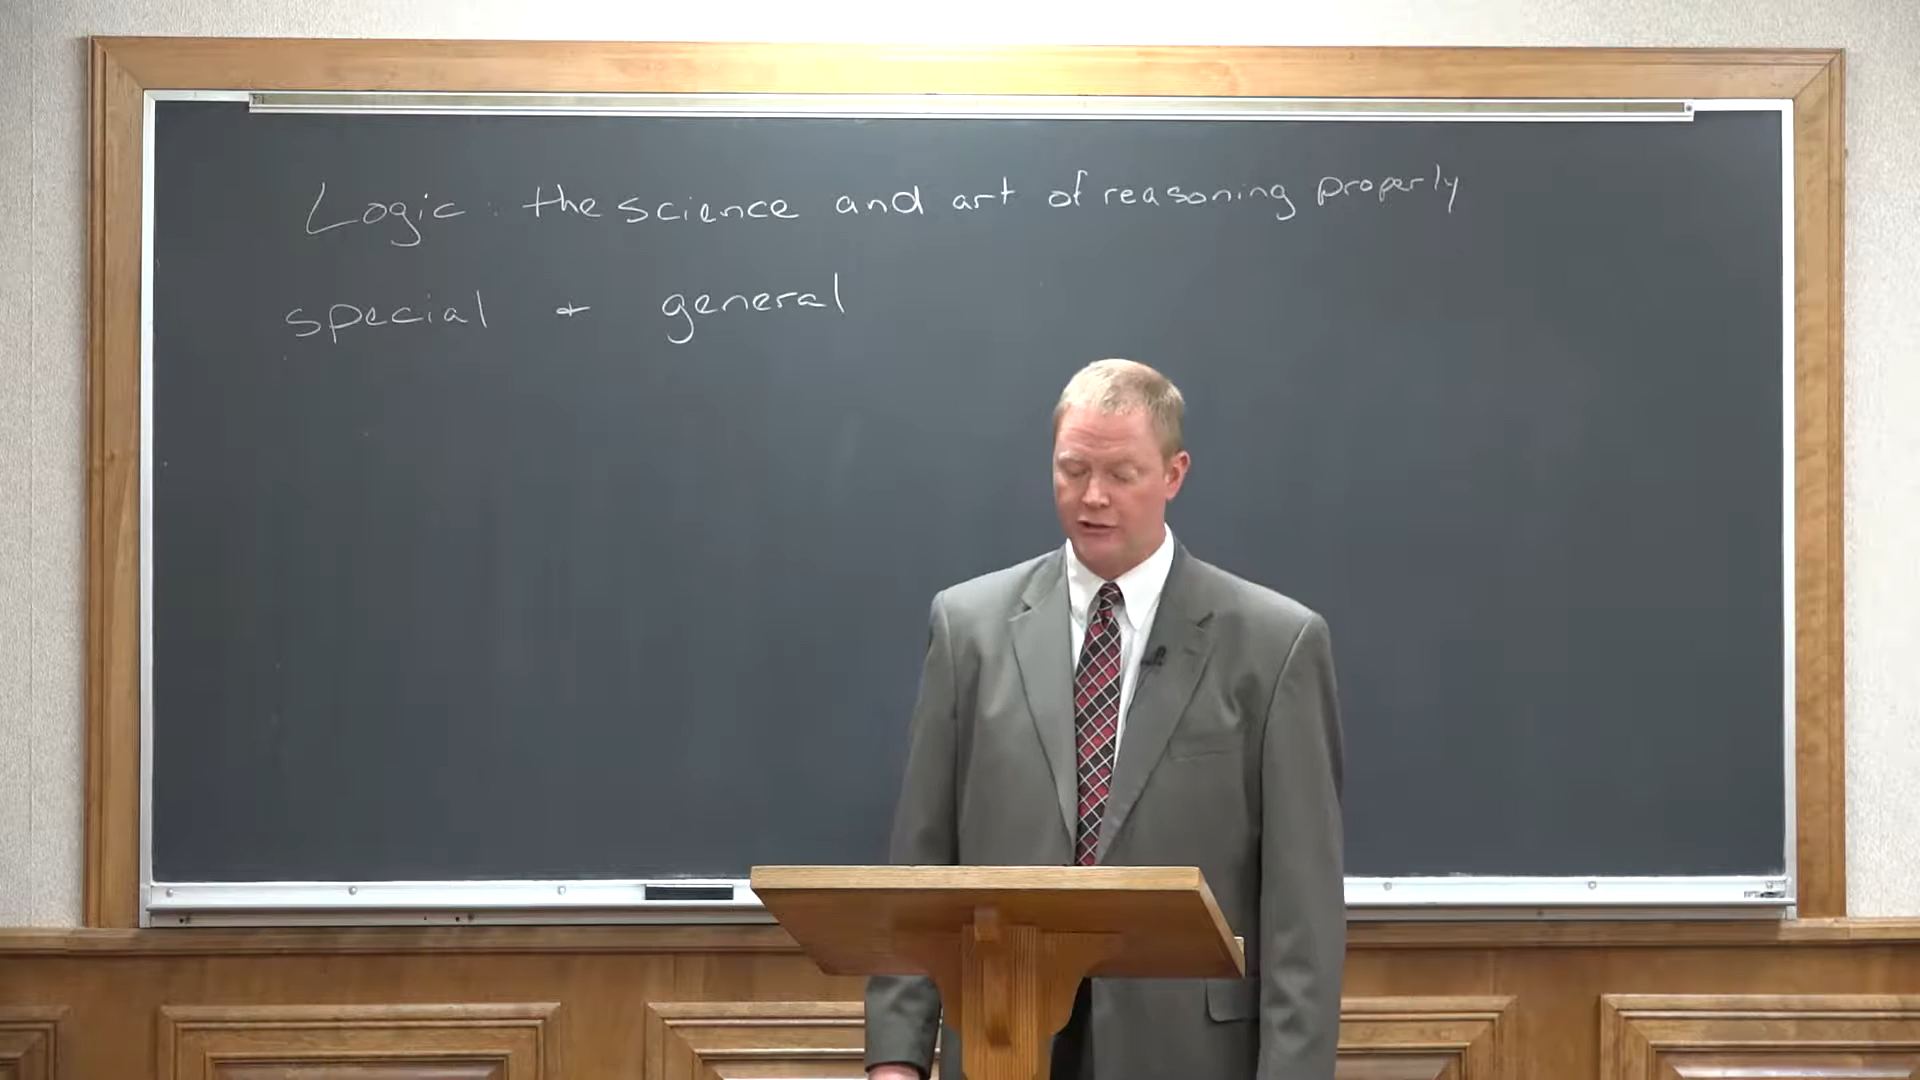 Logic: the science and art of reasoning properly
special + general